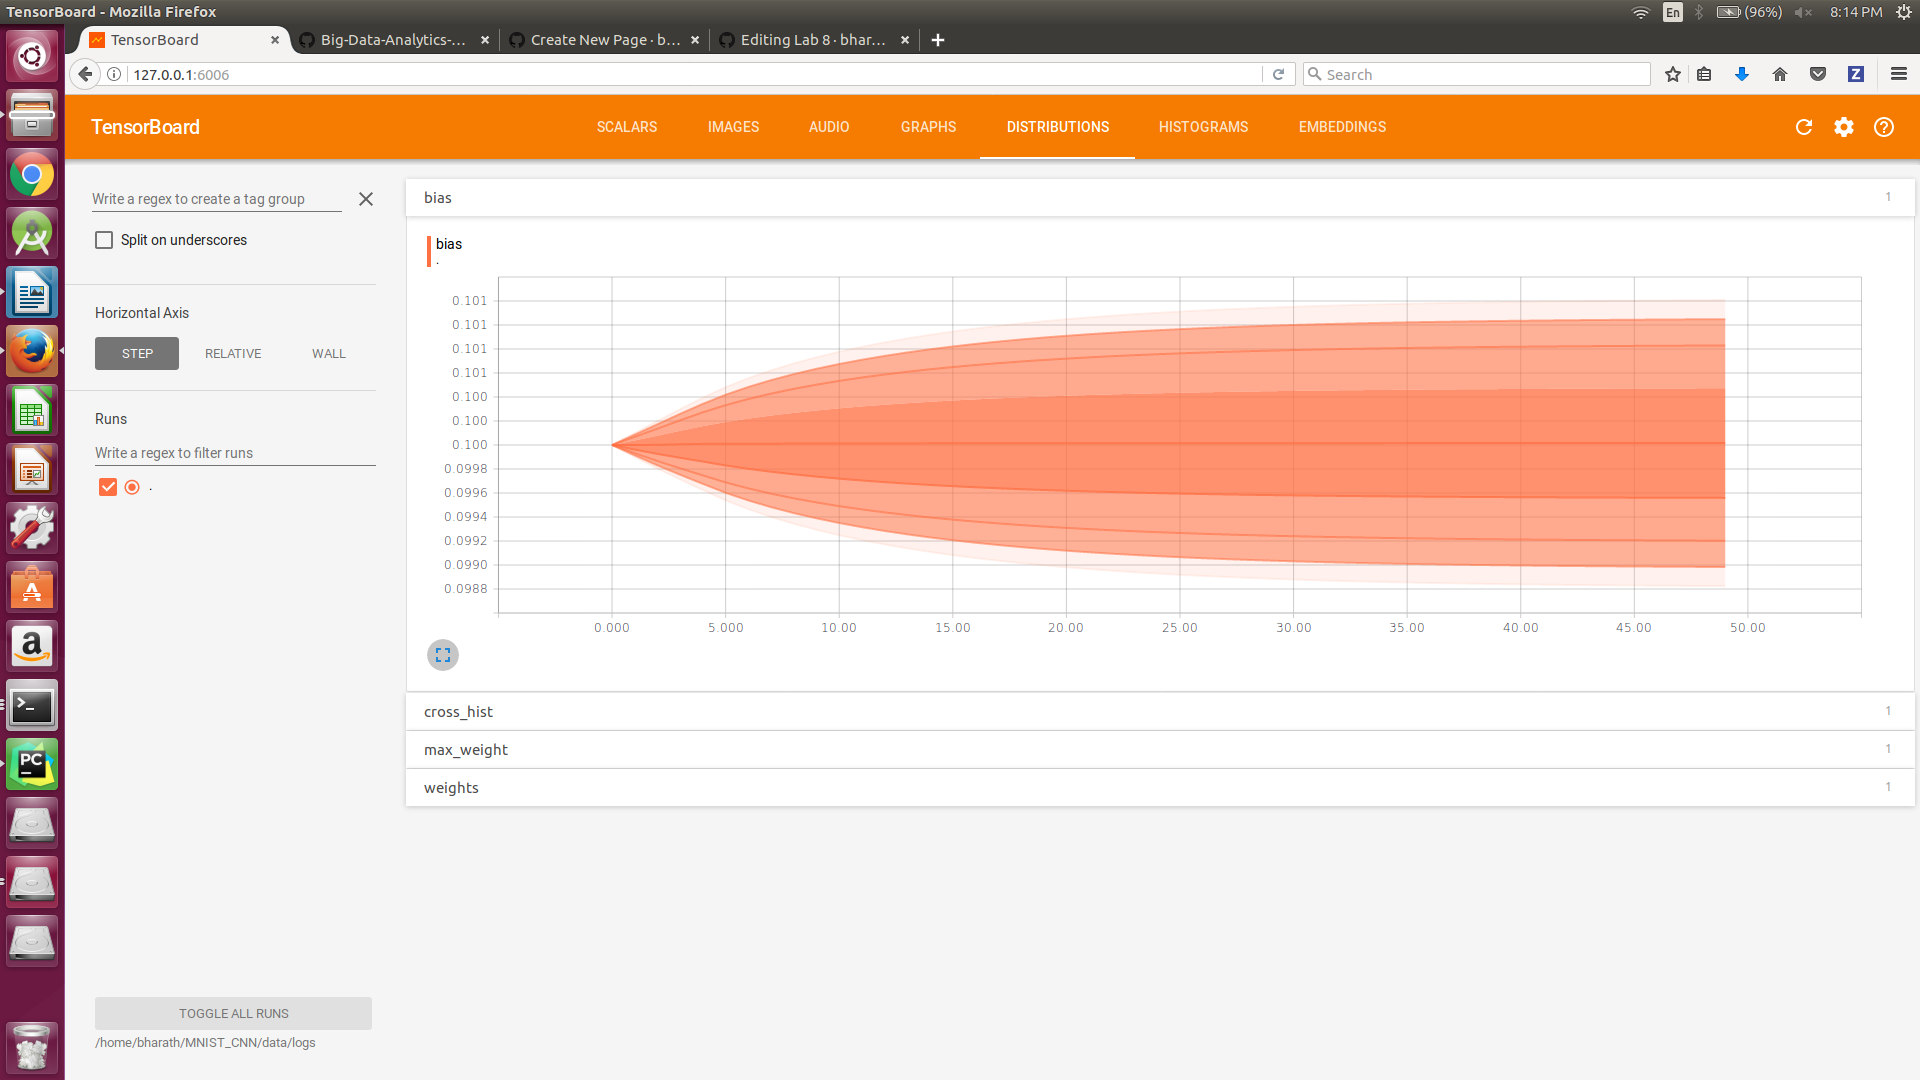 TensorBoard - Mozilla Firefox
En
(96%)
8:14 PM
TensorBoard
Big-Data-Analytics-...
Create New Page · b...
Editing Lab 8 · bhar...
127.0.0.1:6006
Search
Z
TensorBoard
SCALARS
IMAGES
AUDIO
GRAPHS
DISTRIBUTIONS
HISTOGRAMS
EMBEDDINGS
Write a regex to create a tag group
Split on underscores
Horizontal Axis
STEP
RELATIVE
WALL
Runs
Write a regex to filter runs
.
TOGGLE ALL RUNS
/home/bharath/MNIST_CNN/data/logs
bias
1
bias
.
0.101
0.101
0.101
0.101
0.100
0.100
0.100
0.0998
0.0996
0.0994
0.0992
0.0990
0.0988
0.000
5.000
10.00
15.00
20.00
25.00
30.00
35.00
40.00
45.00
50.00
cross_hist
1
max_weight
1
weights
1
A
a
>_
PC